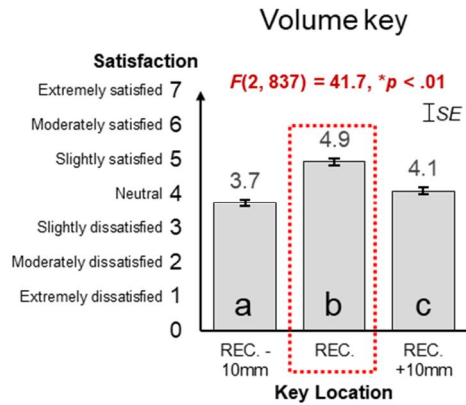 Volume key
Satisfaction
F(2, 837) = 41.7, *p < .01
Extremely satisfied 7
Moderately satisfied 6
Slightly satisfied 5
Neutral 4
Slightly dissatisfied 3
Moderately dissatisfied 2
Extremely dissatisfied 1
0
SE
3.7
4.9
4.1
a
b
c
REC. -
10mm
REC.
REC.
+10mm
Key Location